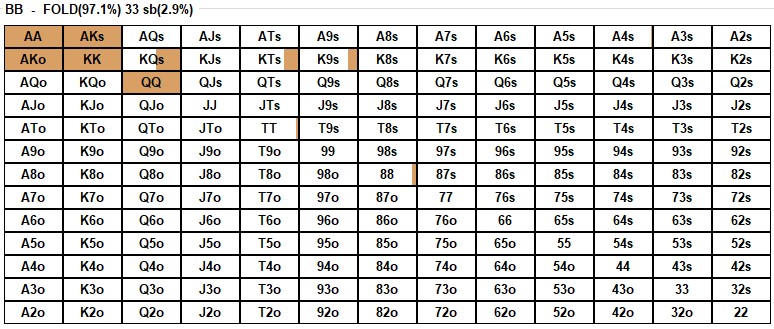 BB - FOLD(97.1%) 33 sb(2.9%)
AA AKs AQs AJs ATs A9s A8s A7s A6s A5s A4s A3s A2s
AKo KK KQs KJs KTs K9s K8s K7s K6s K5s K4s K3s K2s
AQo KQo QQ QJs QTs Q9s Q8s Q7s Q6s Q5s Q4s Q3s Q2s
AJo KJo QJo JJ JTs J9s J8s J7s J6s J5s J4s J3s J2s
ATo KTo QTo JTo TT T9s T8s T7s T6s T5s T4s T3s T2s
A9o K9o Q9o J9o T9o 99 98s 97s 96s 95s 94s 93s 92s
A8o K8o Q8o J8o T8o 98o 88 87s 86s 85s 84s 83s 82s
A7o K7o Q7o J7o T7o 97o 87o 77 76s 75s 74s 73s 72s
A6o K6o Q6o J6o T6o 96o 86o 76o 66 65s 64s 63s 62s
A5o K5o Q5o J5o T5o 95o 85o 75o 65o 55 54s 53s 52s
A4o K4o Q4o J4o T4o 94o 84o 74o 64o 54o 44 43s 42s
A3o K3o Q3o J3o T3o 93o 83o 73o 63o 53o 43o 33 32s
A2o K2o Q2o J2o T2o 92o 82o 72o 62o 52o 42o 32o 22